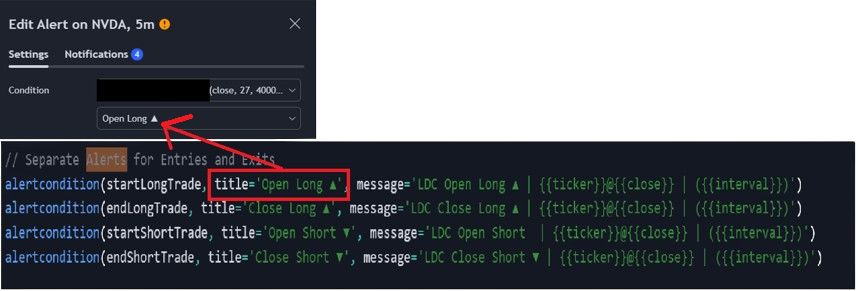 Edit Alert on NVDA, 5m
Settings Notifications 4
Condition (close, 27, 4000...
Open Long ▲
// Separate Alerts for Entries and Exits
alertcondition(startLongTrade, title='Open Long ▲', message='LDC Open Long ▲ | {{ticker}}@{{close}} | ({{interval}})')
alertcondition(endLongTrade, title='Close Long ▲', message='LDC Close Long ▲ | {{ticker}}@{{close}} | ({{interval}})')
alertcondition(startShortTrade, title='Open Short ▼', message='LDC Open Short  | {{ticker}}@{{close}} | ({{interval}})')
alertcondition(endShortTrade, title='Close Short ▼', message='LDC Close Short ▼ | {{ticker}}@{{close}} | ({{interval}})')